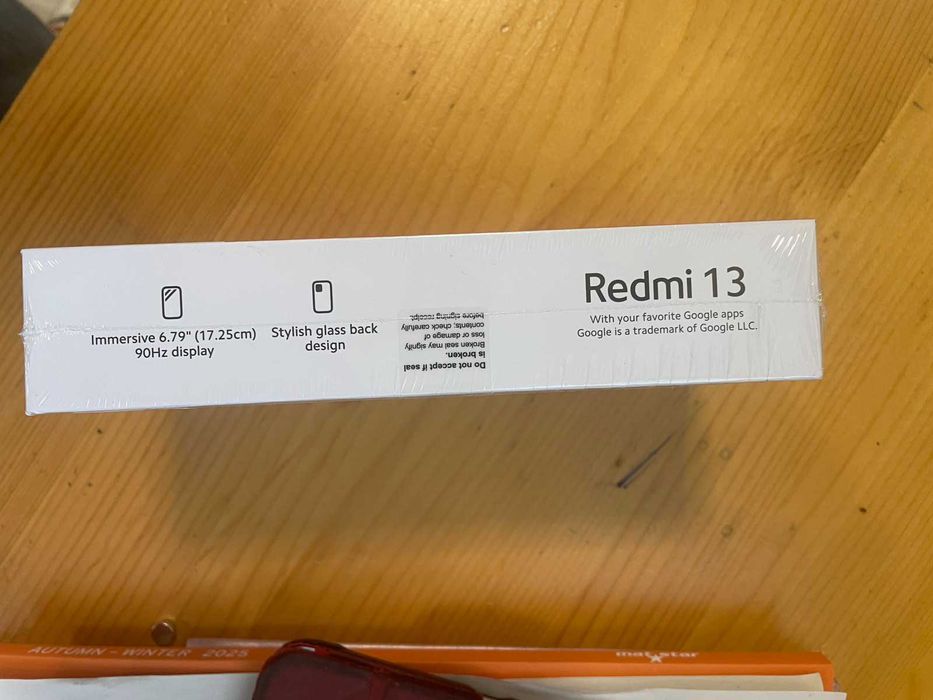 Immersive 6.79" (17.25cm)
90Hz display
Stylish glass back
design
Do not accept if seal
is broken.
Broken seal may signify
loss or damage of
contents, check carefully
before signing receipt.
Redmi 13
With your favorite Google apps
Google is a trademark of Google LLC.
AUTUMN - WINTER 2025